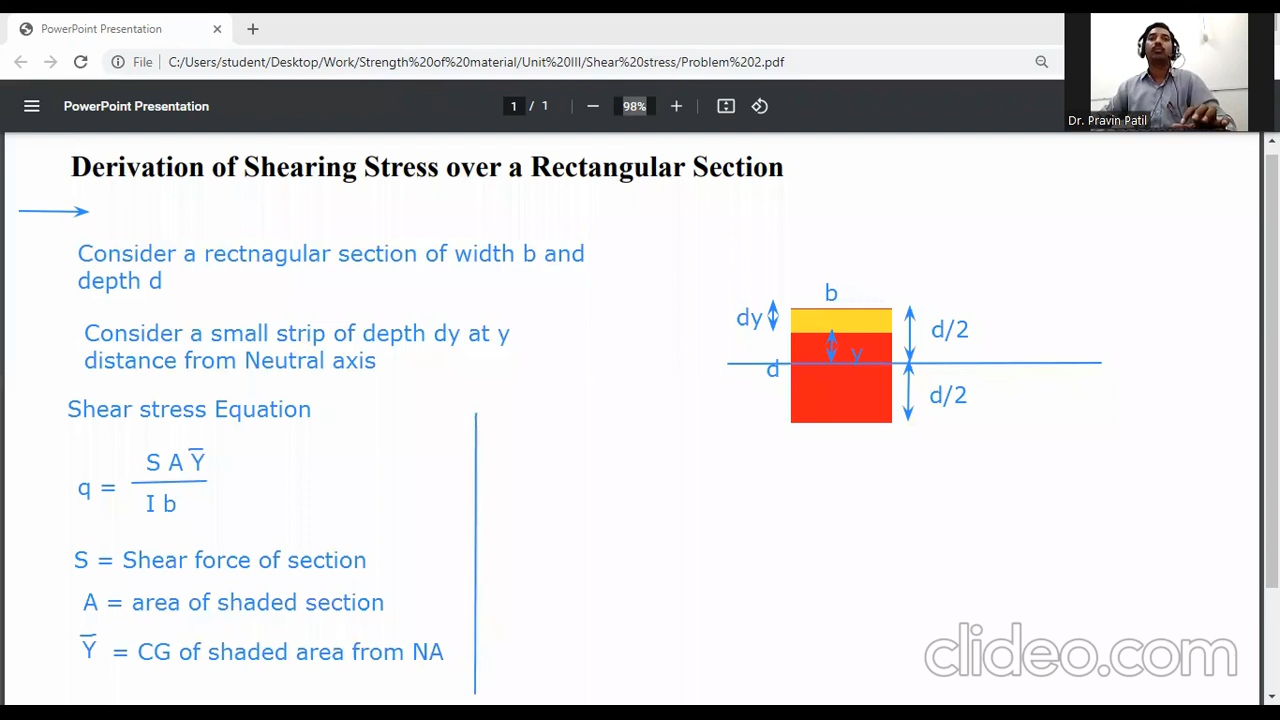 PowerPoint Presentation
File
C:/Users/student/Desktop/Work/Strength%20of%20material/Unit%20III/Shear%20stress/Problem%202.pdf
PowerPoint Presentation
1 / 1
98%
Dr. Pravin Patil
Derivation of Shearing Stress over a Rectangular Section
Consider a rectnagular section of width b and
depth d
Consider a small strip of depth dy at y
distance from Neutral axis
Shear stress Equation
S A Y̅
q =
I b
S = Shear force of section
A = area of shaded section
Y̅ = CG of shaded area from NA
b
dy
d/2
y
d
d/2
clideo.com